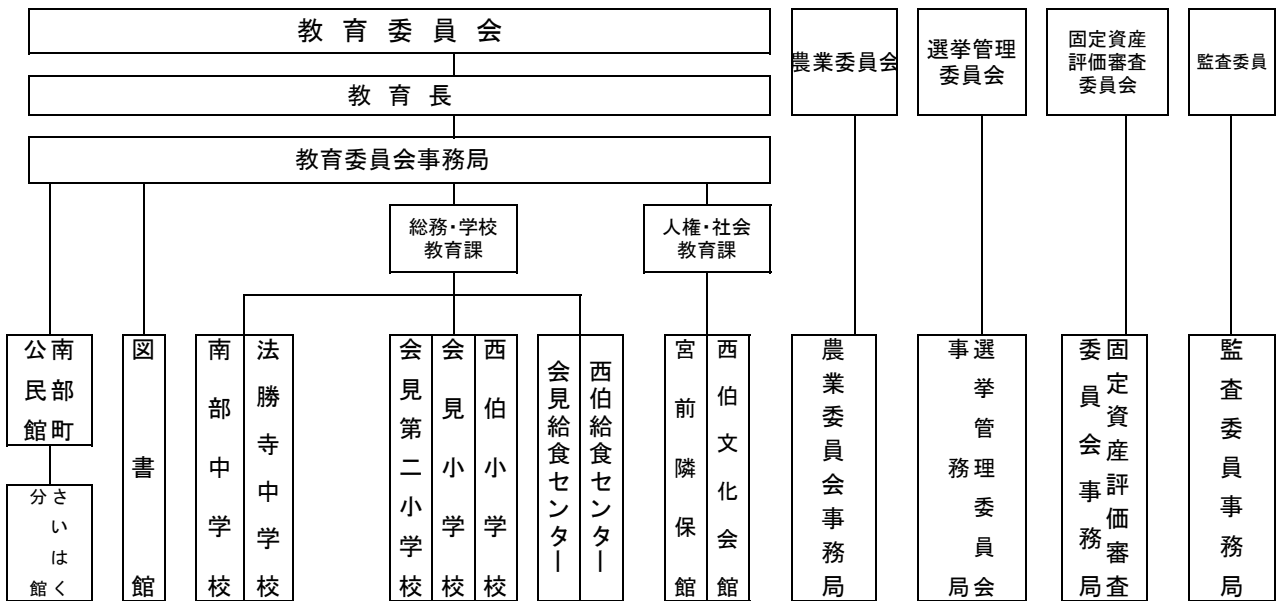 教育委員会
教育長
教育委員会事務局
総務・学校
教育課
人権・社会
教育課
南部町
公民館
さいはく
分館
図書館
法勝寺中学校
南部中学校
西伯小学校
会見小学校
会見第二小学校
西伯給食センター
会見給食センター
西伯文化会館
宮前隣保館
農業委員会
農業委員会事務局
選挙管理
委員会
選挙管理委員会
事務局
固定資産
評価審査
委員会
固定資産評価審査
委員会事務局
監査委員
監査委員事務局